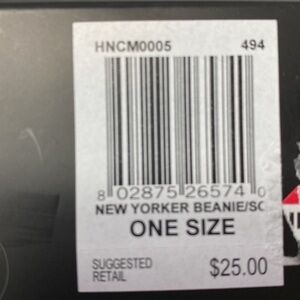 HNCM0005 494
8 02875 26574 0
NEW YORKER BEANIE/SC
ONE SIZE
SUGGESTED
RETAIL $25.00